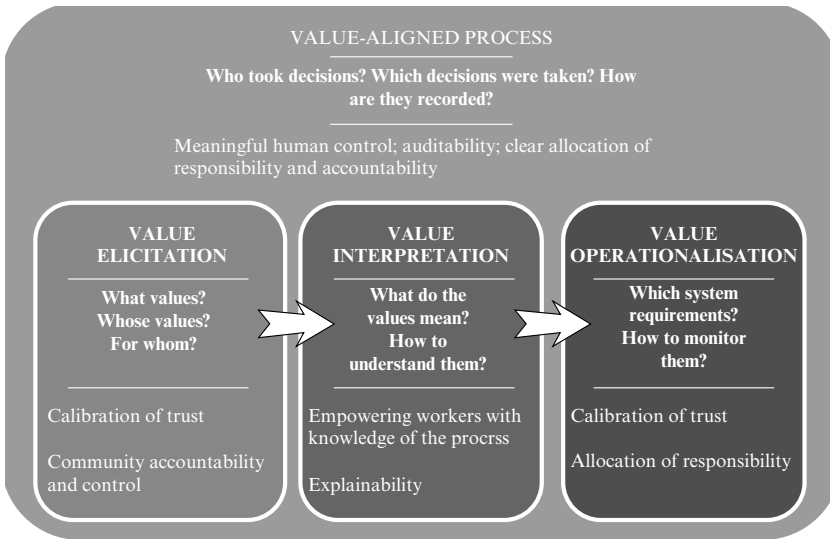 VALUE-ALIGNED PROCESS
Who took decisions? Which decisions were taken? How
are they recorded?
Meaningful human control; auditability; clear allocation of
responsibility and accountability
VALUE
ELICITATION
What values?
Whose values?
For whom?
Calibration of trust
Community accountability
and control
VALUE
INTERPRETATION
What do the
values mean?
How to
understand them?
Empowering workers with
knowledge of the procrss
Explainability
VALUE
OPERATIONALISATION
Which system
requirements?
How to monitor
them?
Calibration of trust
Allocation of responsibility